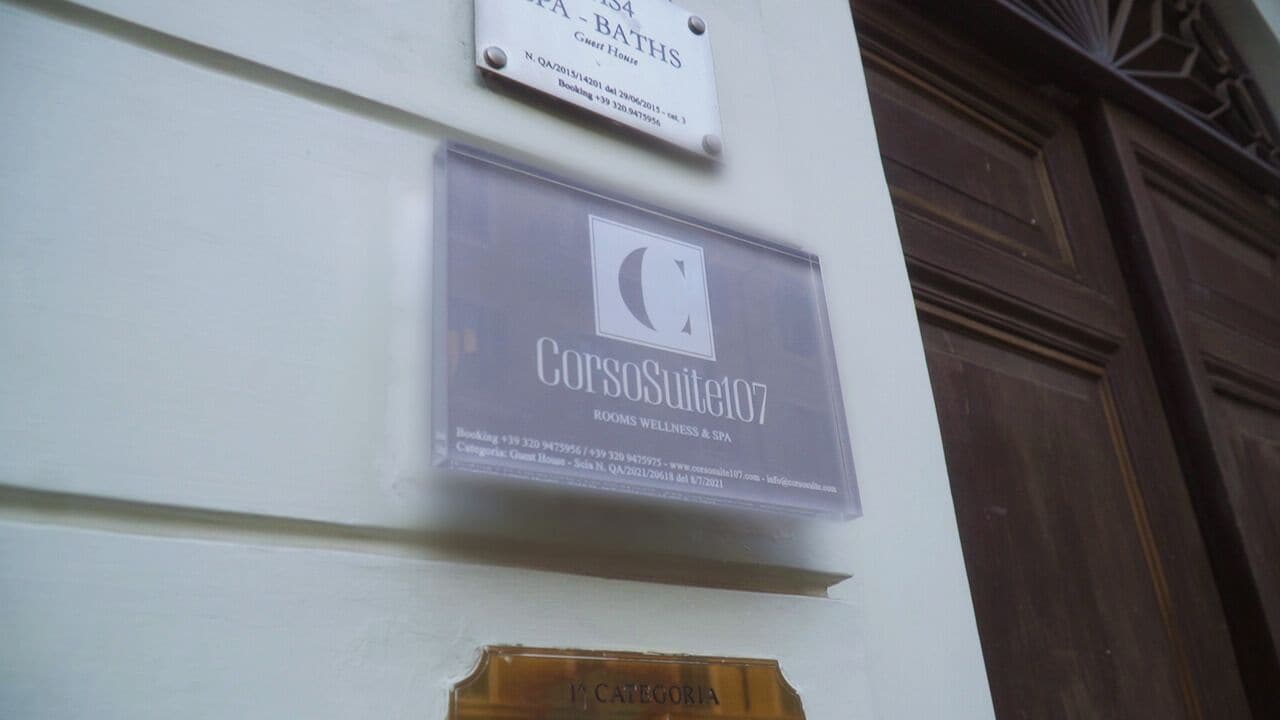 SPA - BATHS
Guest House
N. QA/2015/14201 del 29/06/2015 - cat. 3
Booking +39 320.9475956
C
CorsoSuite107
ROOMS WELLNESS & SPA
Booking +39 320 9475956 / +39 320 9475975 - www.corsosuite107.com - info@corsosuite.com
Categoria: Guest House - Scia N. QA/2021/20618 del 8/7/2021
1^ CATEGORIA